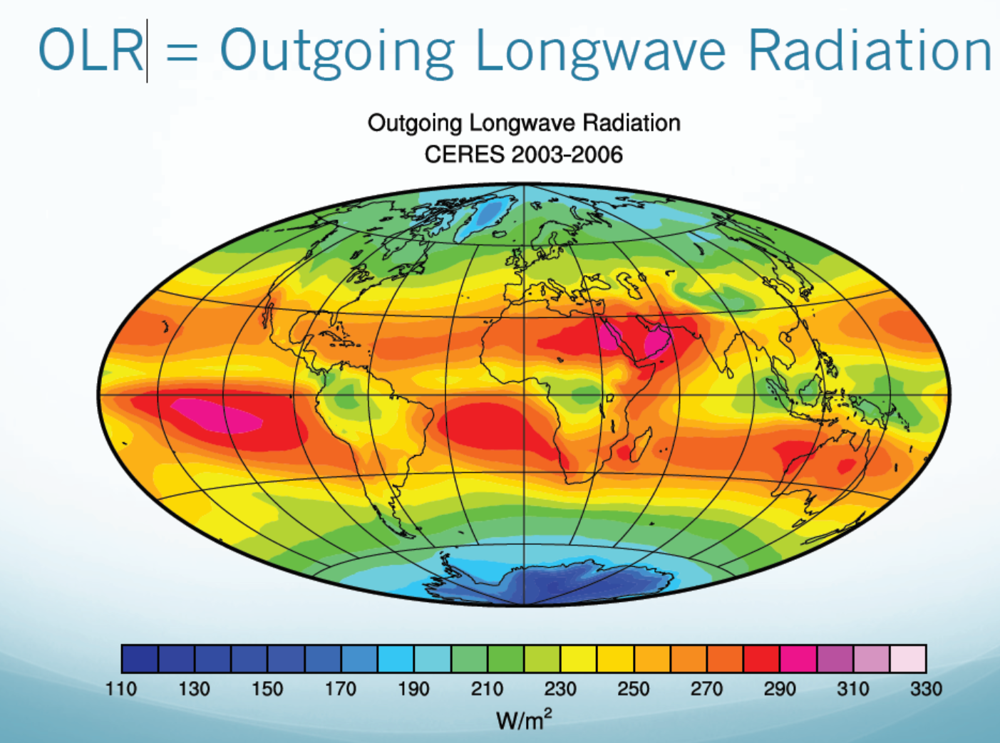 OLR = Outgoing Longwave Radiation
Outgoing Longwave Radiation
CERES 2003-2006
110 130 150 170 190 210 230 250 270 290 310 330
W/m²